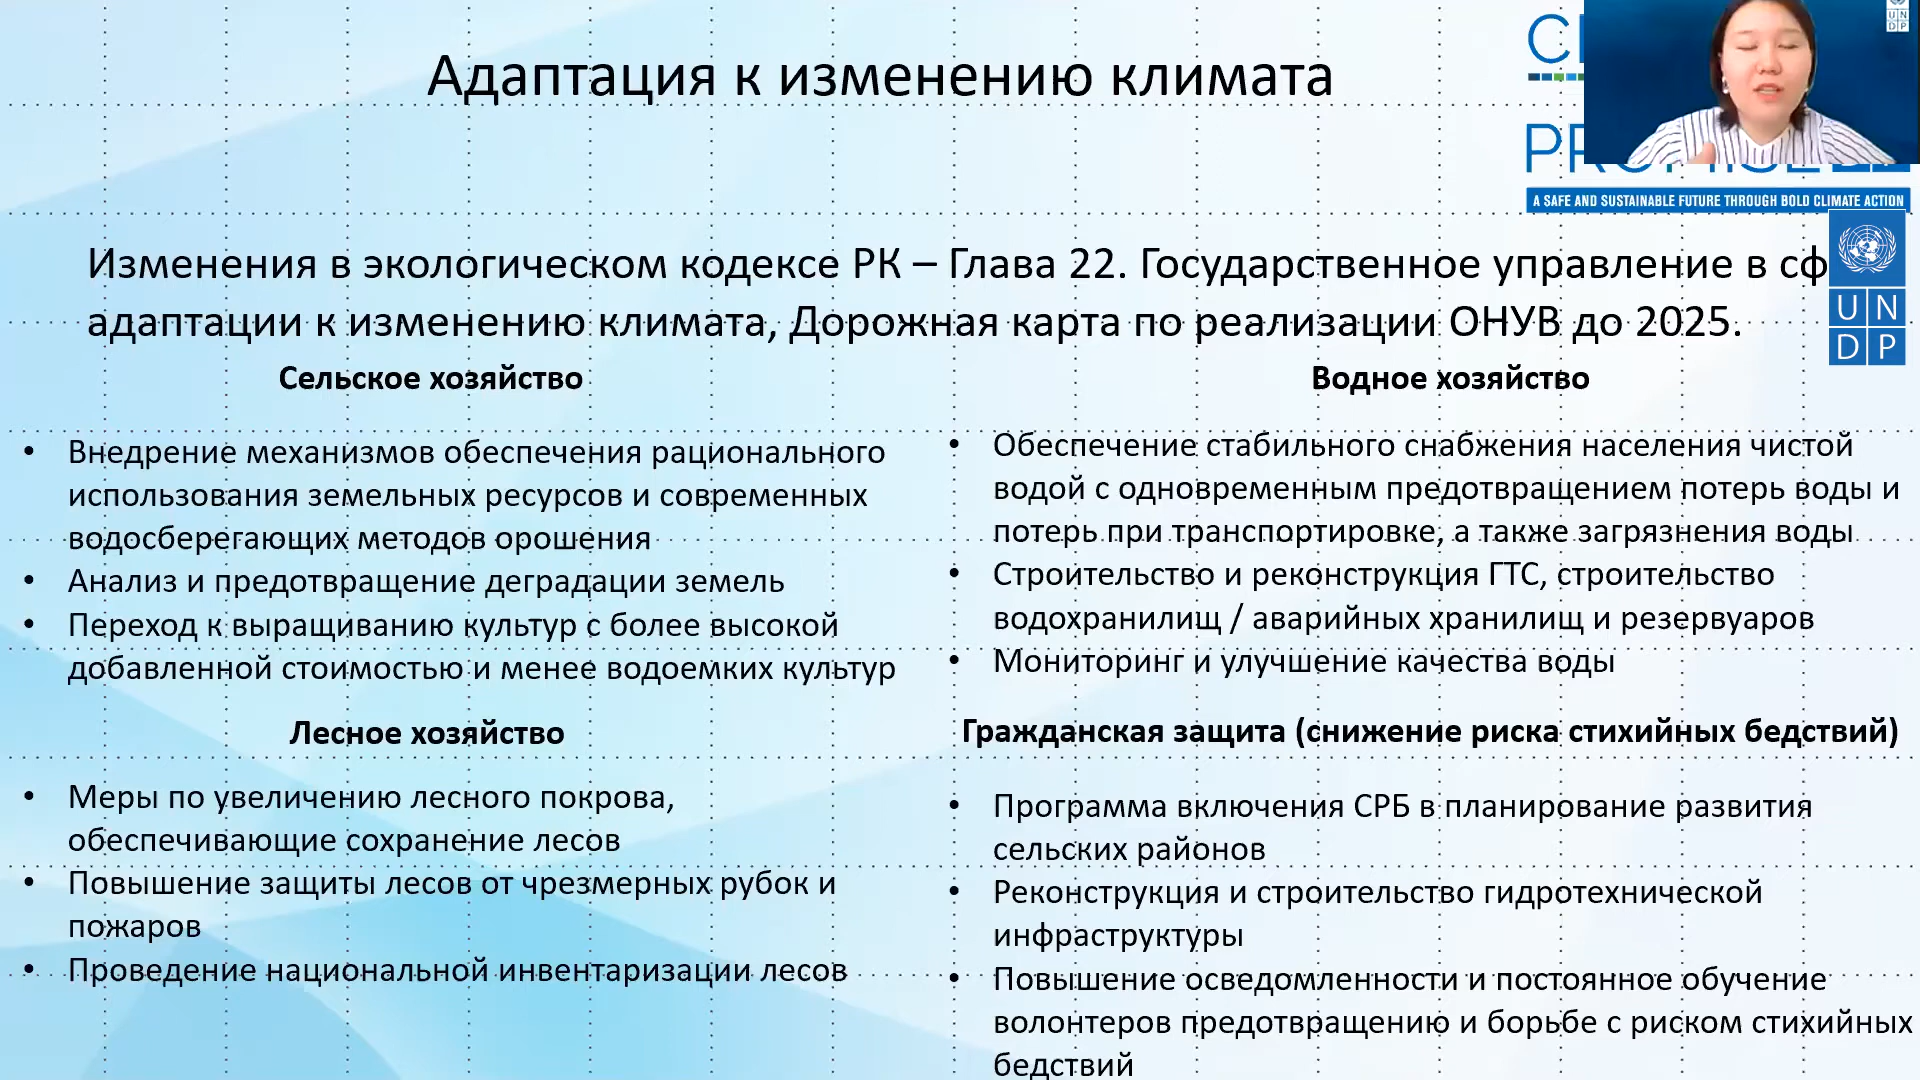 Адаптация к изменению климата
A SAFE AND SUSTAINABLE FUTURE THROUGH BOLD CLIMATE ACTION
Изменения в экологическом кодексе РК – Глава 22. Государственное управление в
адаптации к изменению климата, Дорожная карта по реализации ОНУВ до 2025.
UN
DP
Сельское хозяйство
• Внедрение механизмов обеспечения рационального
использования земельных ресурсов и современных
водосберегающих методов орошения
• Анализ и предотвращение деградации земель
• Переход к выращиванию культур с более высокой
добавленной стоимостью и менее водоемких культур
Водное хозяйство
• Обеспечение стабильного снабжения населения чистой
водой с одновременным предотвращением потерь воды и
потерь при транспортировке, а также загрязнения воды
• Строительство и реконструкция ГТС, строительство
водохранилищ / аварийных хранилищ и резервуаров
• Мониторинг и улучшение качества воды
Лесное хозяйство
• Меры по увеличению лесного покрова,
обеспечивающие сохранение лесов
• Повышение защиты лесов от чрезмерных рубок и
пожаров
• Проведение национальной инвентаризации лесов
Гражданская защита (снижение риска стихийных бедствий)
• Программа включения СРБ в планирование развития
сельских районов
• Реконструкция и строительство гидротехнической
инфраструктуры
• Повышение осведомленности и постоянное обучение
волонтеров предотвращению и борьбе с риском стихийных
бедствий